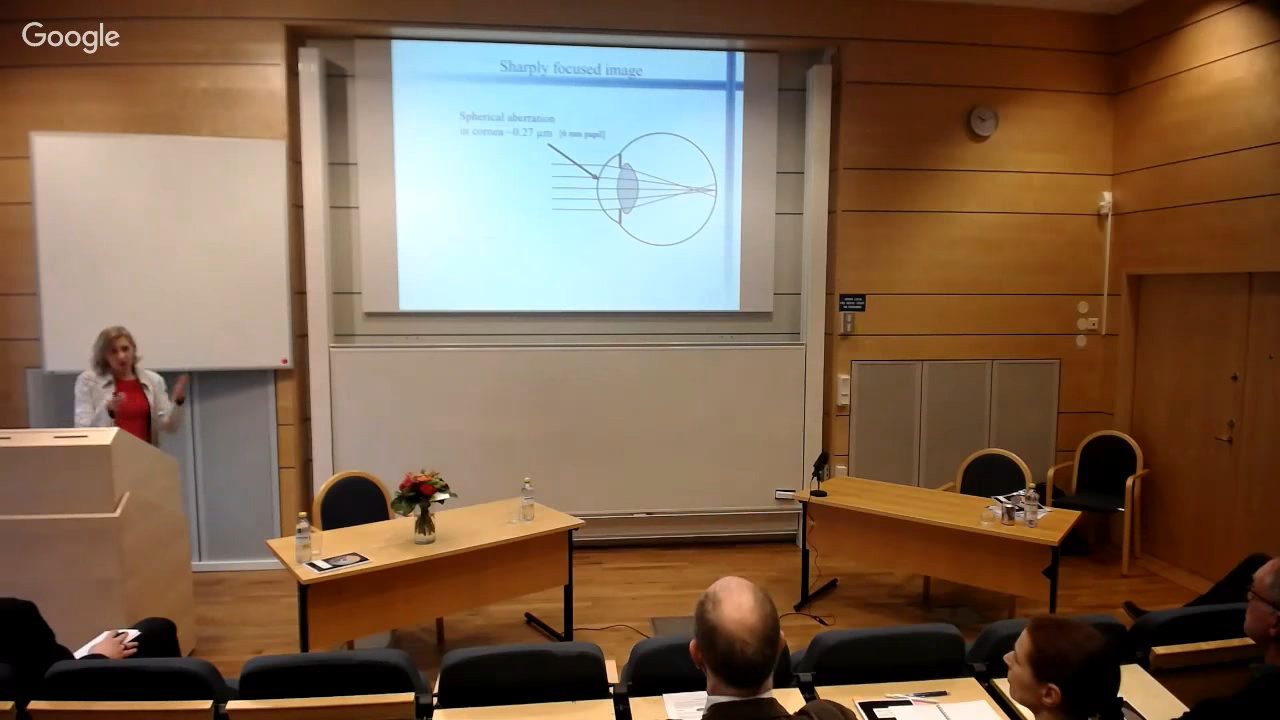 Google
Sharply focused image
Spherical aberration
in cornea ~0.27 µm [6 mm pupil]